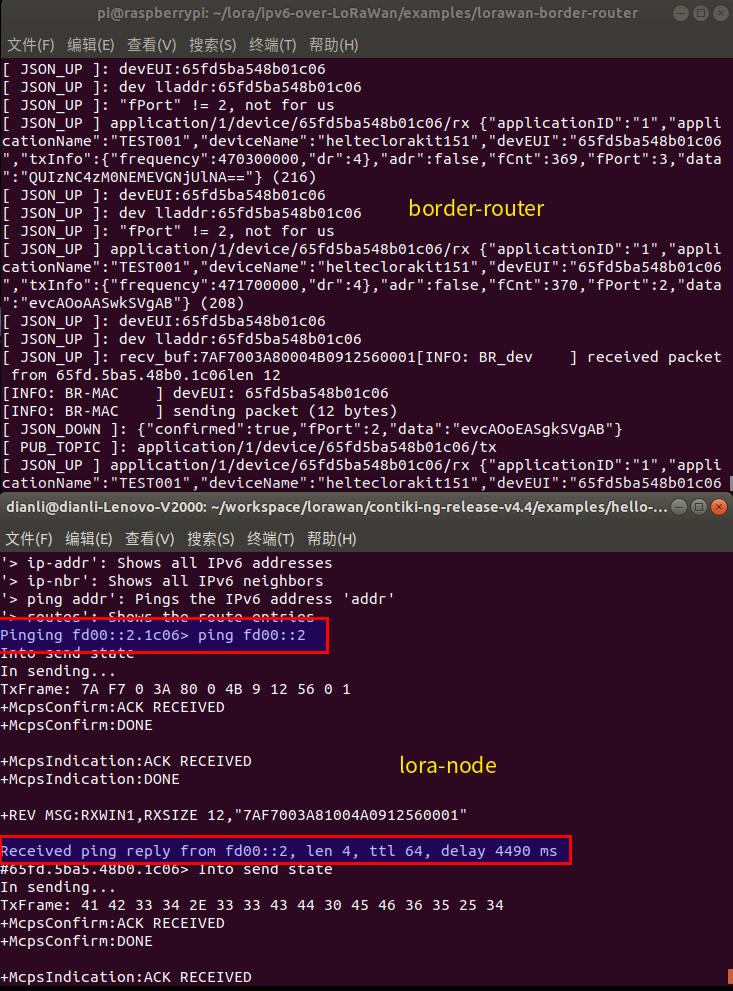 pi@raspberrypi: ~/lora/ipv6-over-LoRaWan/examples/lorawan-border-router
文件(F) 编辑(E) 查看(V) 搜索(S) 终端(T) 帮助(H)
[ JSON_UP ]: devEUI:65fd5ba548b01c06
[ JSON_UP ]: dev lladdr:65fd5ba548b01c06
[ JSON_UP ]: "fPort" != 2, not for us
[ JSON_UP ] application/1/device/65fd5ba548b01c06/rx {"applicationID":"1","appli
cationName":"TEST001","deviceName":"helteclorakit151","devEUI":"65fd5ba548b01c06
","txInfo":{"frequency":470300000,"dr":4},"adr":false,"fCnt":369,"fPort":3,"data
":"QUIzNC4zM0NEMEVGNjUlNA=="} (216)
[ JSON_UP ]: devEUI:65fd5ba548b01c06
[ JSON_UP ]: dev lladdr:65fd5ba548b01c06
border-router
[ JSON_UP ]: "fPort" != 2, not for us
[ JSON_UP ] application/1/device/65fd5ba548b01c06/rx {"applicationID":"1","appli
cationName":"TEST001","deviceName":"helteclorakit151","devEUI":"65fd5ba548b01c06
","txInfo":{"frequency":471700000,"dr":4},"adr":false,"fCnt":370,"fPort":2,"data
":"evcAOoAASwkSVgAB"} (208)
[ JSON_UP ]: devEUI:65fd5ba548b01c06
[ JSON_UP ]: dev lladdr:65fd5ba548b01c06
[ JSON_UP ]: recv_buf:7AF7003A80004B0912560001[INFO: BR_dev    ] received packet
 from 65fd.5ba5.48b0.1c06len 12
[INFO: BR-MAC    ] devEUI: 65fd5ba548b01c06
[INFO: BR-MAC    ] sending packet (12 bytes)
[ JSON_DOWN ]: {"confirmed":true,"fPort":2,"data":"evcAOoEASgkSVgAB"}
[ PUB_TOPIC ]: application/1/device/65fd5ba548b01c06/tx
[ JSON_UP ] application/1/device/65fd5ba548b01c06/rx {"applicationID":"1","appli
cationName":"TEST001","deviceName":"helteclorakit151","devEUI":"65fd5ba548b01c06
dianli@dianli-Lenovo-V2000: ~/workspace/lorawan/contiki-ng-release-v4.4/examples/hello-...
文件(F) 编辑(E) 查看(V) 搜索(S) 终端(T) 帮助(H)
'> ip-addr': Shows all IPv6 addresses
'> ip-nbr': Shows all IPv6 neighbors
'> ping addr': Pings the IPv6 address 'addr'
'> routes': Shows the route entries
Pinging fd00::2.1c06> ping fd00::2
Into send state
In sending...
TxFrame: 7A F7 0 3A 80 0 4B 9 12 56 0 1
+McpsConfirm:ACK RECEIVED
+McpsConfirm:DONE
+McpsIndication:ACK RECEIVED
lora-node
+McpsIndication:DONE
+REV MSG:RXWIN1,RXSIZE 12,"7AF7003A81004A0912560001"
Received ping reply from fd00::2, len 4, ttl 64, delay 4490 ms
#65fd.5ba5.48b0.1c06> Into send state
In sending...
TxFrame: 41 42 33 34 2E 33 33 43 44 30 45 46 36 35 25 34
+McpsConfirm:ACK RECEIVED
+McpsConfirm:DONE
+McpsIndication:ACK RECEIVED